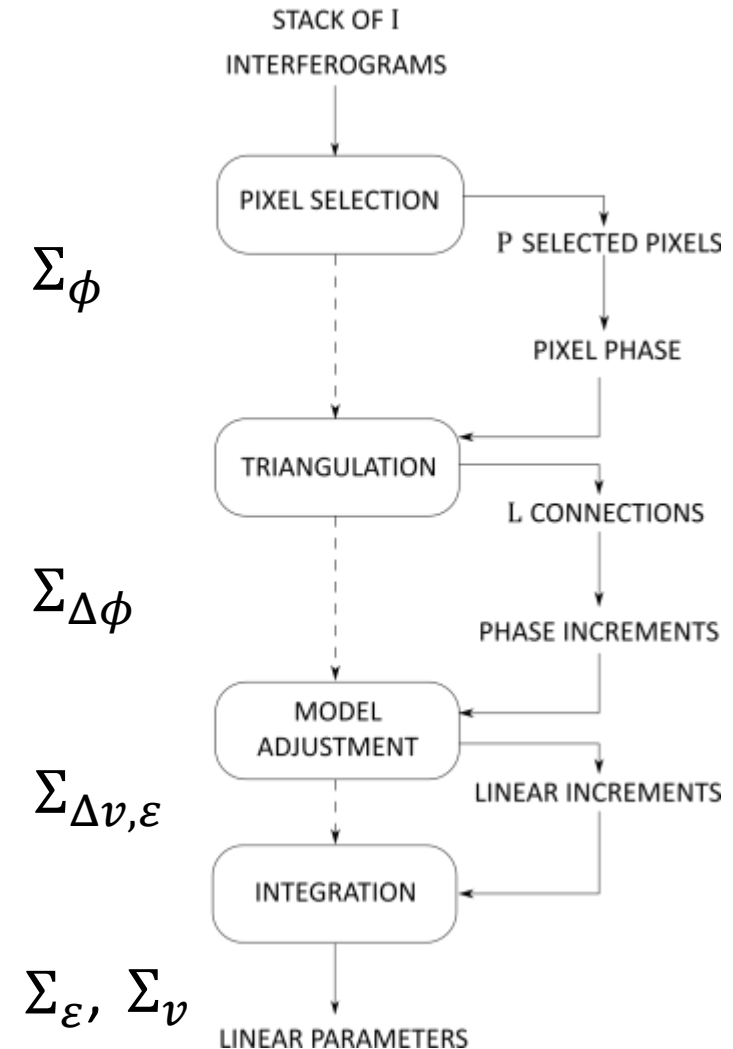 STACK OF I
INTERFEROGRAMS
PIXEL SELECTION
P SELECTED PIXELS
Σ_ϕ
PIXEL PHASE
TRIANGULATION
L CONNECTIONS
Σ_Δϕ
PHASE INCREMENTS
MODEL
ADJUSTMENT
Σ_Δv,ε
LINEAR INCREMENTS
INTEGRATION
Σ_ε, Σ_v
LINEAR PARAMETERS